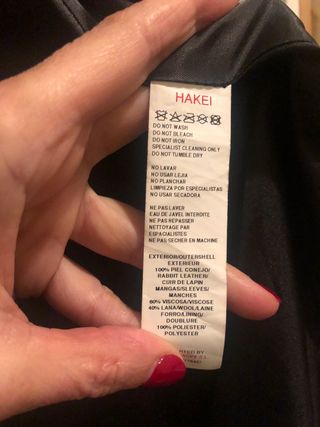 HAKEI
DO NOT WASH
DO NOT BLEACH
DO NOT IRON
SPECIALIST CLEANING ONLY
DO NOT TUMBLE DRY
NO LAVAR
NO USAR LEJIA
NO PLANCHAR
LIMPIEZA POR ESPECIALISTAS
NO USAR SECADORA
NE PAS LAVER
EAU DE JAVEL INTERDITE
NE PAS REPASSER
NETTOYAGE PAR
ESPECIALISTES
NE PAS SECHER EN MACHINE
EXTERIOR/OUTERSHELL
EXTERIEUR
100% PIEL CONEJO/
RABBIT LEATHER/
CUIR DE LAPIN
MANGAS/SLEEVES/
MANCHES
60% VISCOSA/VISCOSE
40% LANA/WOOL/LAINE
FORRO/LINING/
DOUBLURE
100% POLIESTER/
POLYESTER
BY